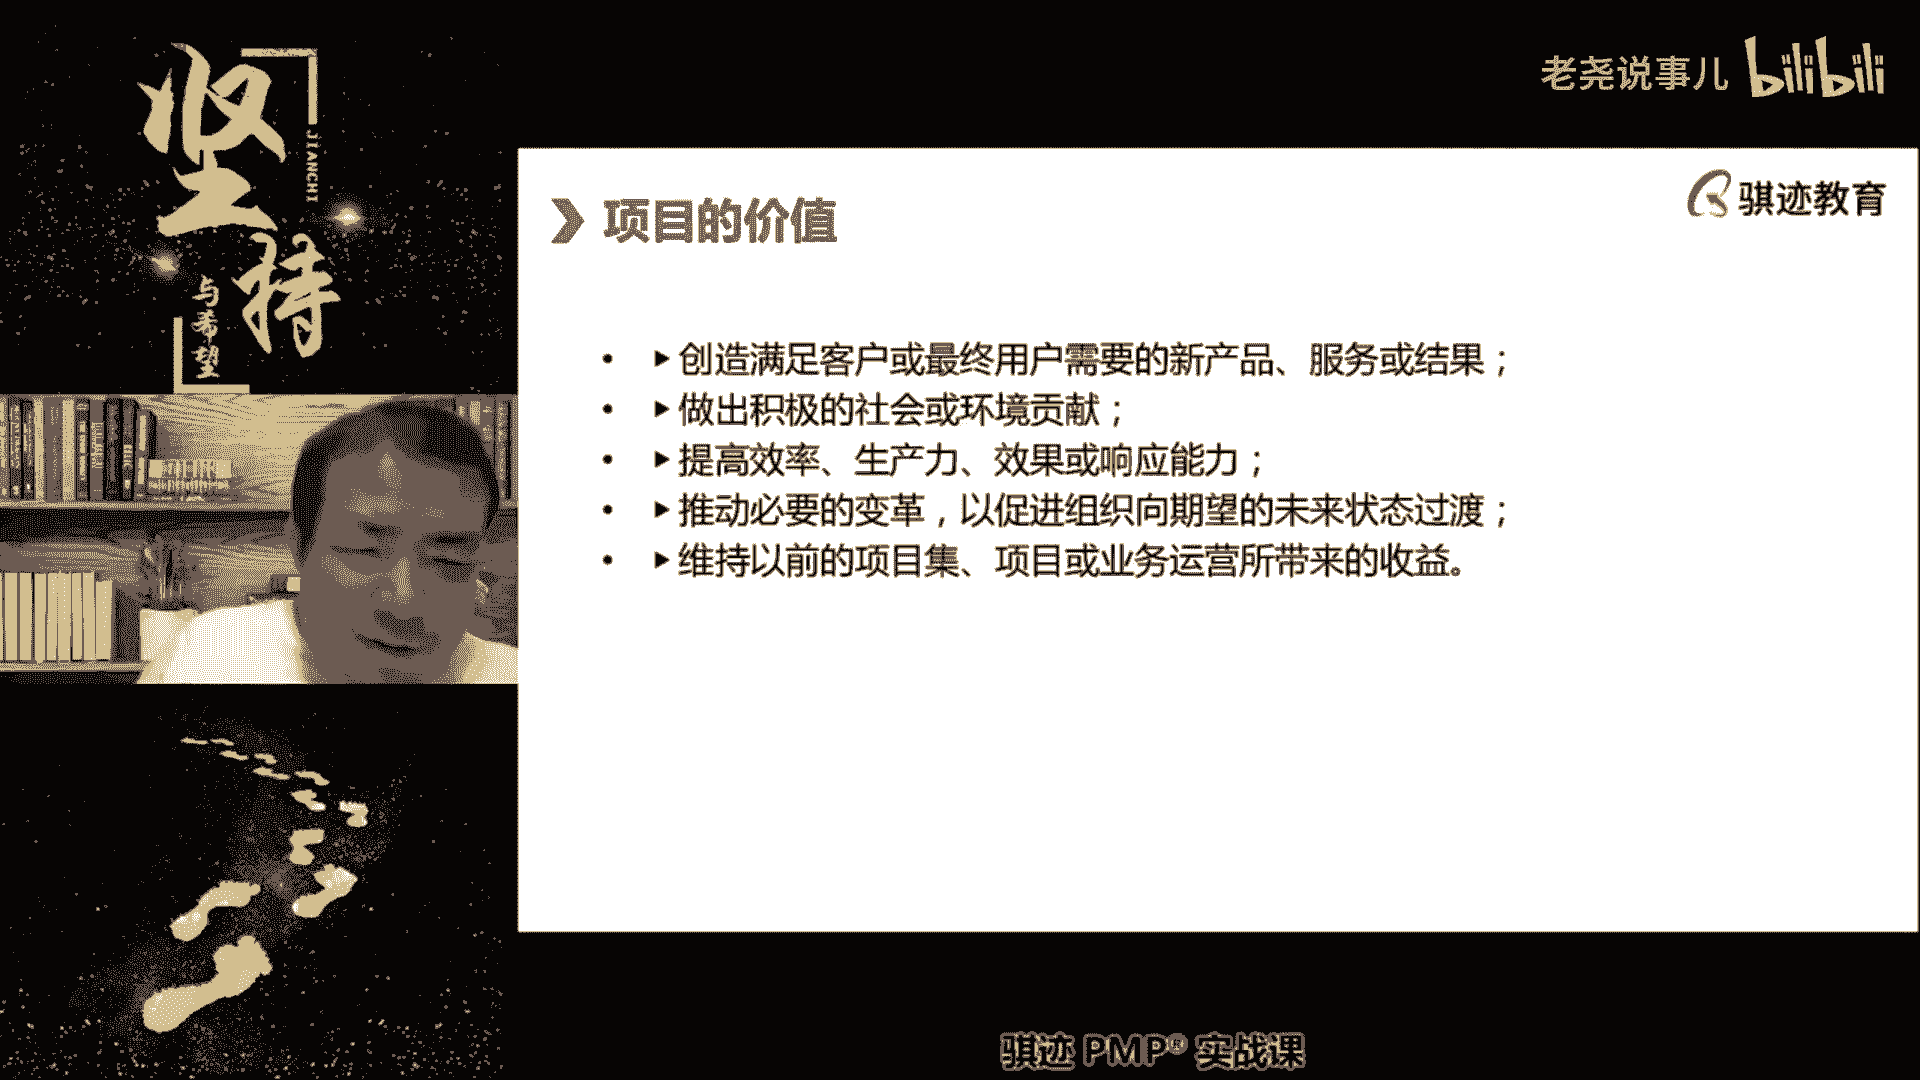 坚持
JIANCHI
与希望
老尧说事儿 bilibili
骐迹教育
项目的价值
• ▶创造满足客户或最终用户需要的新产品、服务或结果；
• ▶做出积极的社会或环境贡献；
• ▶提高效率、生产力、效果或响应能力；
• ▶推动必要的变革，以促进组织向期望的未来状态过渡；
• ▶维持以前的项目集、项目或业务运营所带来的收益。
骐迹 PMP® 实战课